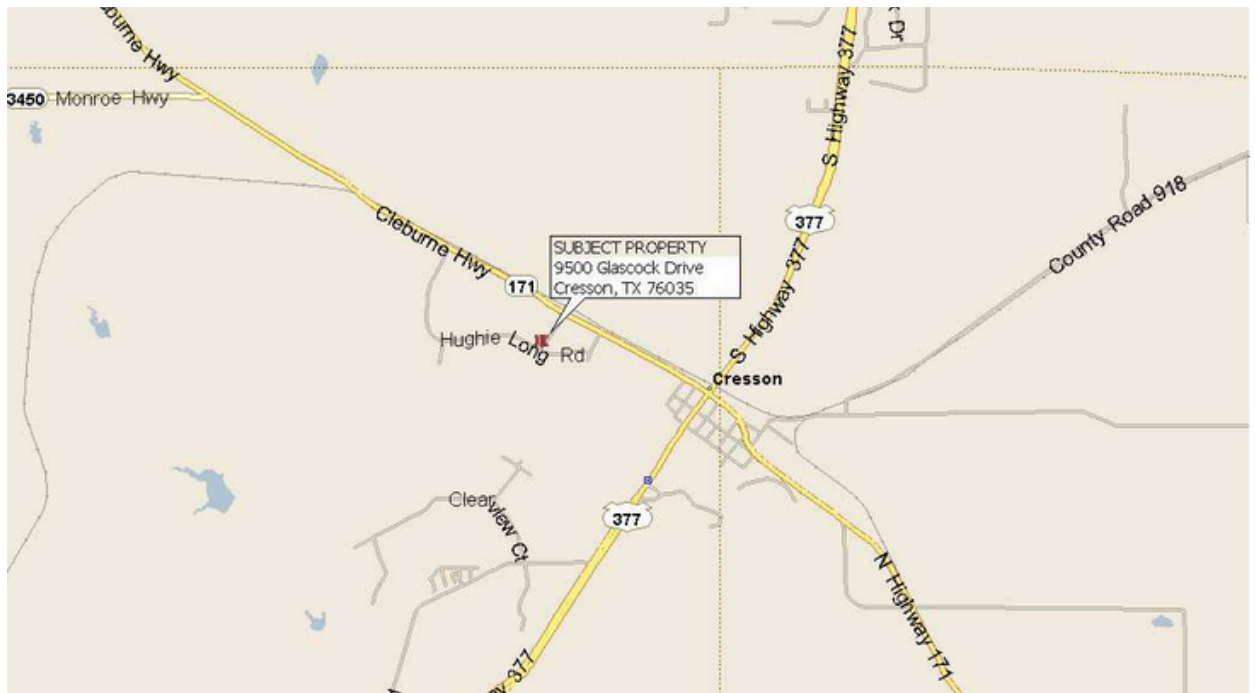 Cleburne Hwy
3450 Monroe Hwy
Dr
S Highway 377
377
S Highway 377
County Road 918
Cleburne Hwy
171
SUBJECT PROPERTY
9500 Glascock Drive
Cresson, TX 76035
Hughie Long Rd
Cresson
Clearview Ct
377
N Highway 171
377